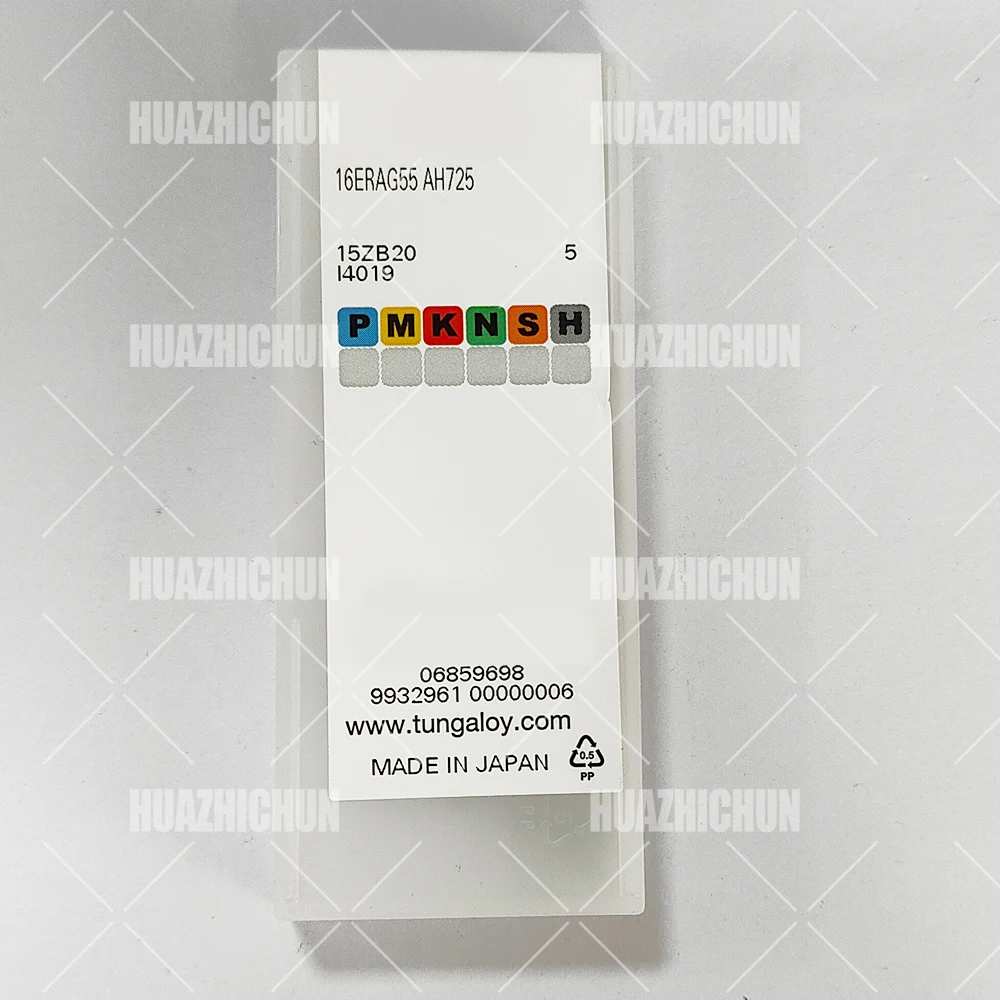 HUAZHICHUN HUAZHICHUN
16ERAG55 AH725
15ZB20 5
I4019
P M K N S H
HUAZHICHUN HUAZHICHUN
HUAZHICHUN HUAZHICHUN
06859698
9932961 00000006
www.tungaloy.com
MADE IN JAPAN
0.5
PP
HUAZHICHUN HUAZHICHUN